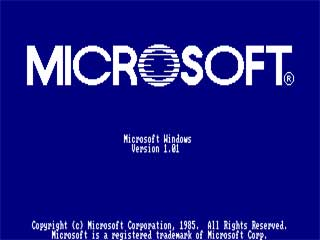 MICROSOFT®
Microsoft Windows
Version 1.01
Copyright (c) Microsoft Corporation, 1985. All Rights Reserved.
Microsoft is a registered trademark of Microsoft Corp.